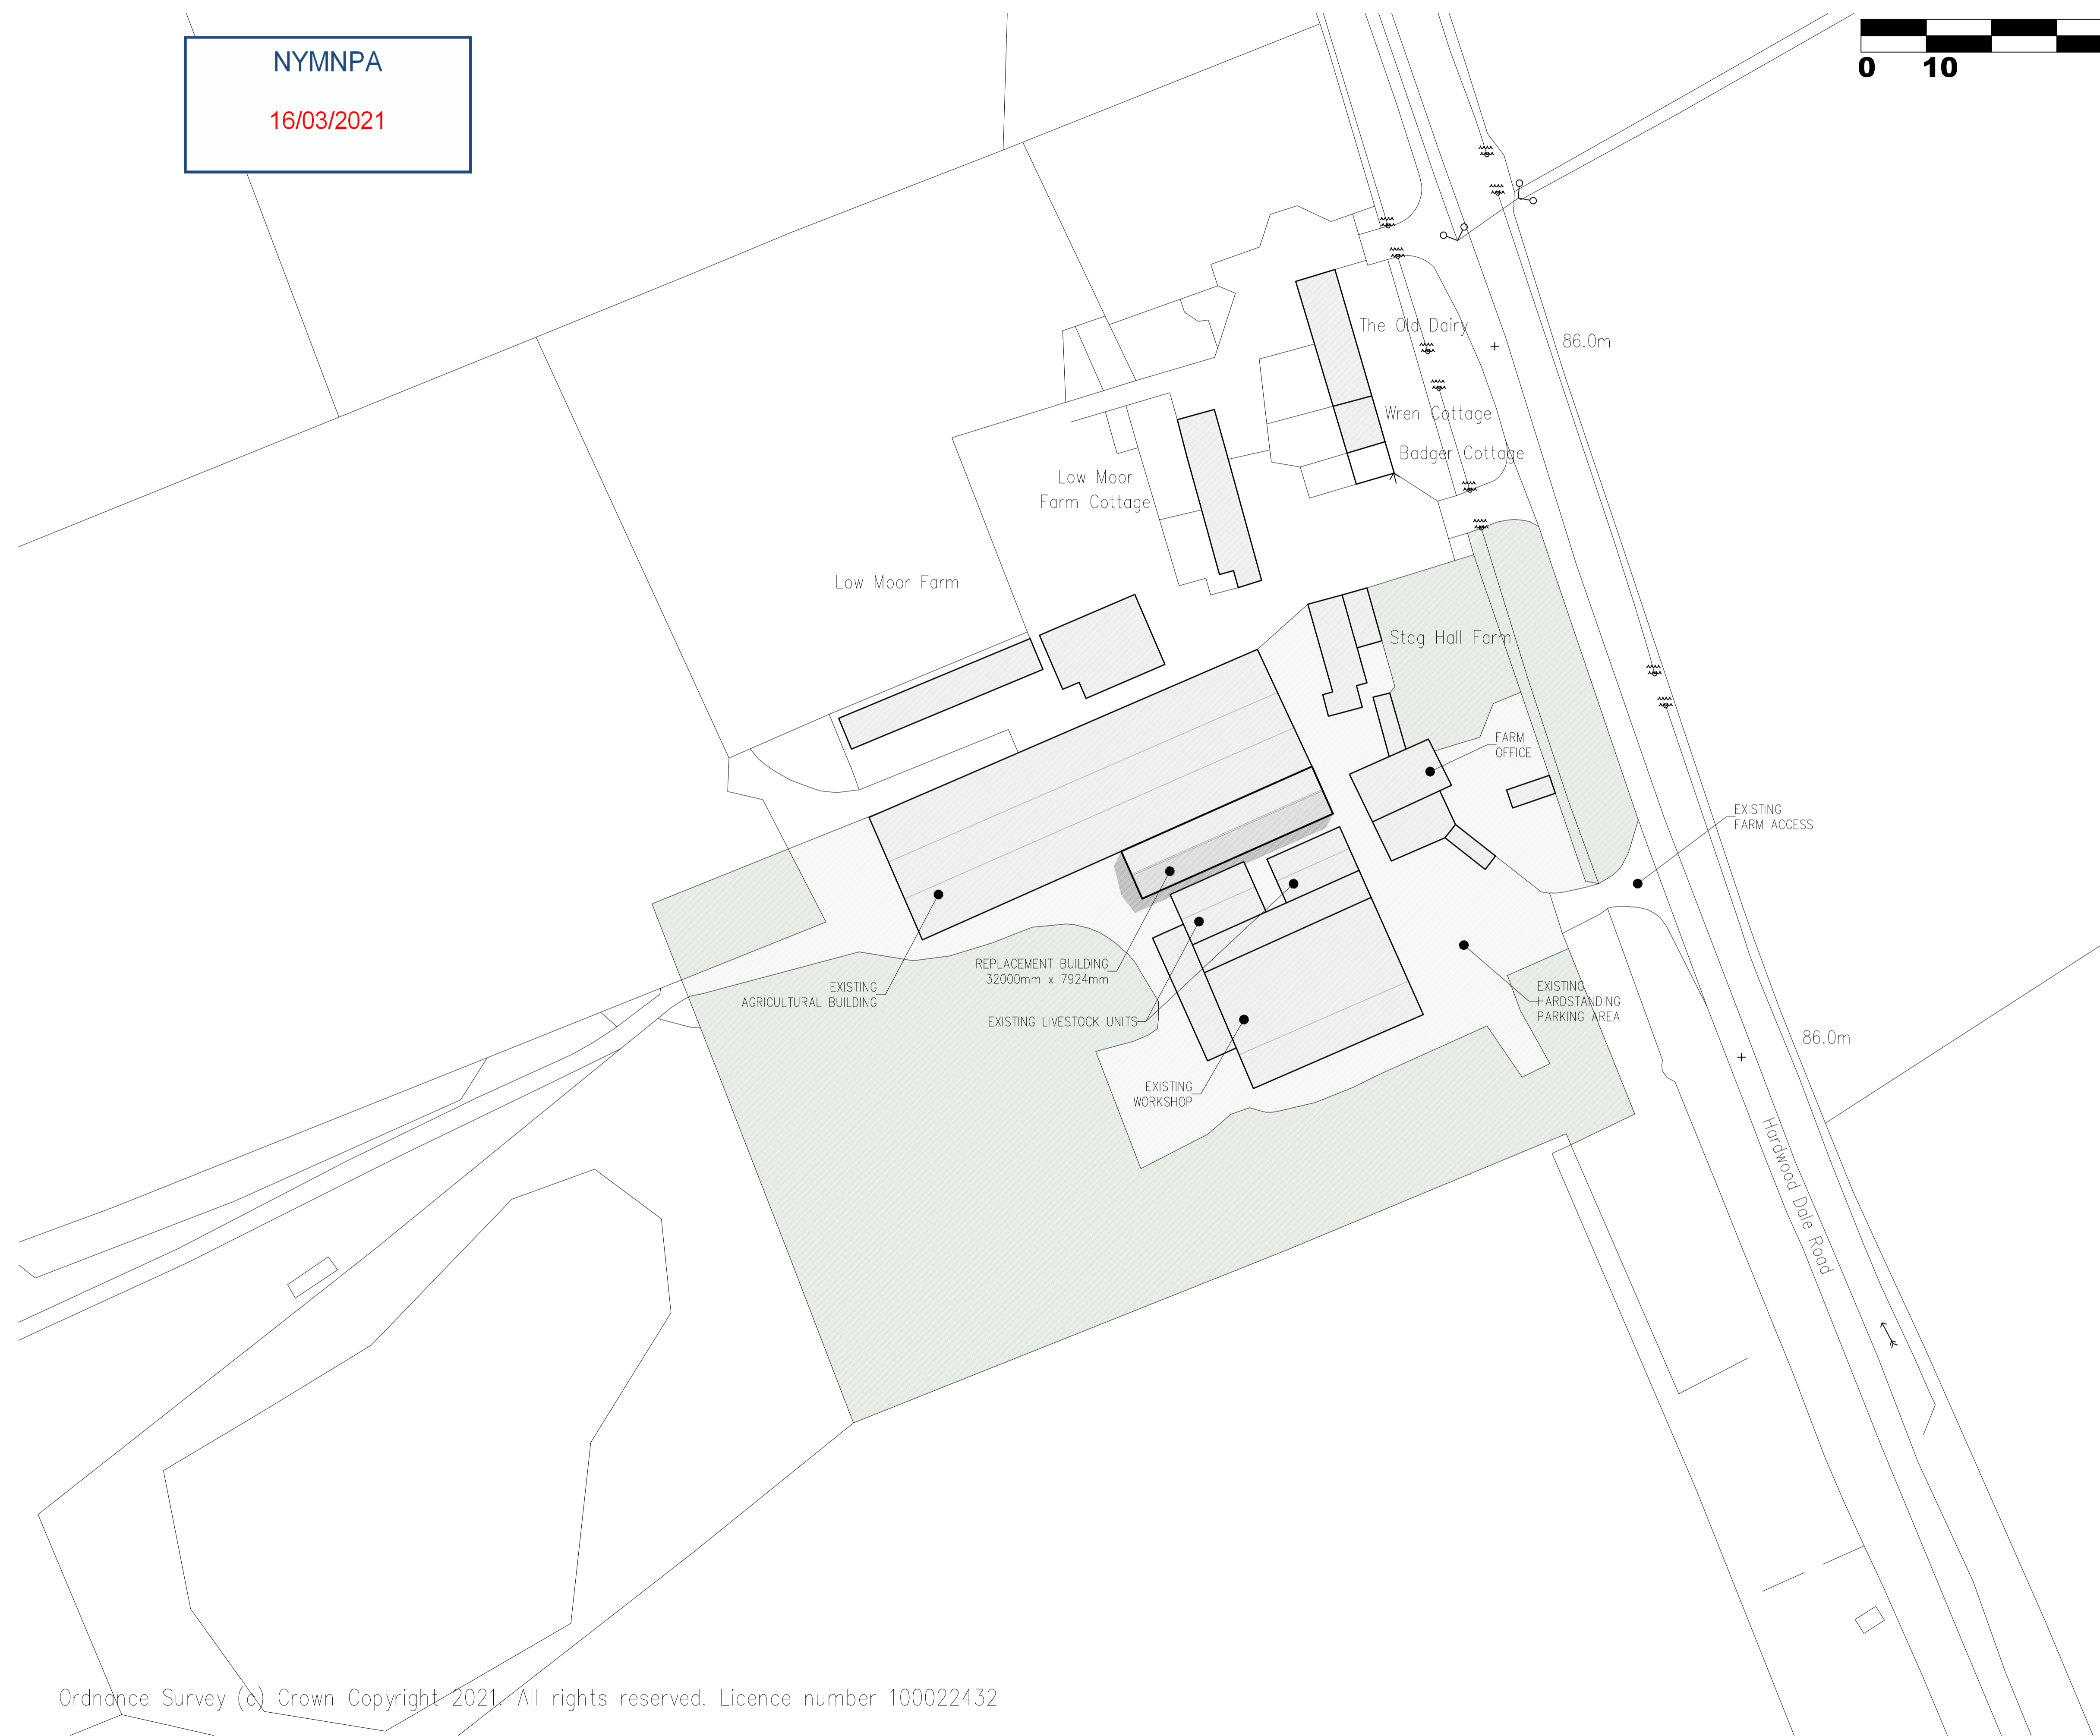 NYMNPA
16/03/2021
0 10
The Old Dairy
86.0m
Wren Cottage
Badger Cottage
Low Moor
Farm Cottage
Low Moor Farm
Stag Hall Farm
FARM
OFFICE
EXISTING
FARM ACCESS
REPLACEMENT BUILDING
32000mm x 7924mm
EXISTING
AGRICULTURAL BUILDING
EXISTING LIVESTOCK UNITS
EXISTING
HARDSTANDING
PARKING AREA
86.0m
EXISTING
WORKSHOP
Hardwood Dale Road
Ordnance Survey (c) Crown Copyright 2021. All rights reserved. Licence number 100022432